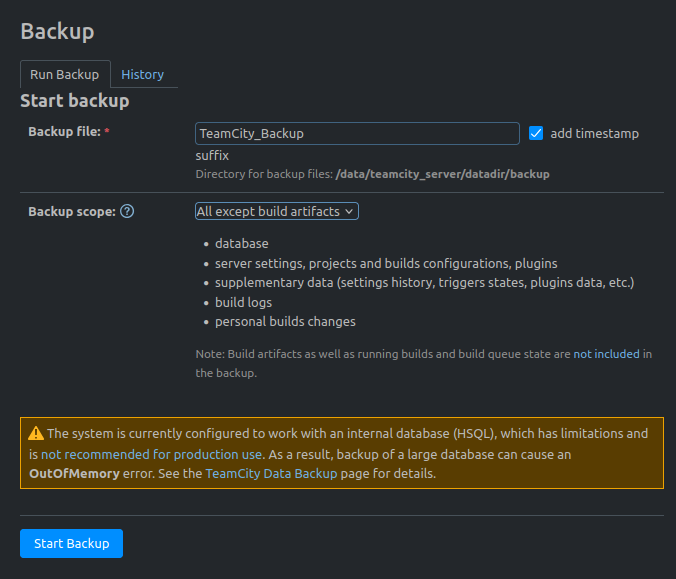 Backup
Run Backup
History
Start backup
Backup file: *
TeamCity_Backup
add timestamp
suffix
Directory for backup files: /data/teamcity_server/datadir/backup
Backup scope: ?
All except build artifacts
• database
• server settings, projects and builds configurations, plugins
• supplementary data (settings history, triggers states, plugins data, etc.)
• build logs
• personal builds changes
Note: Build artifacts as well as running builds and build queue state are not included in
the backup.
The system is currently configured to work with an internal database (HSQL), which has limitations and
is not recommended for production use. As a result, backup of a large database can cause an
OutOfMemory error. See the TeamCity Data Backup page for details.
Start Backup